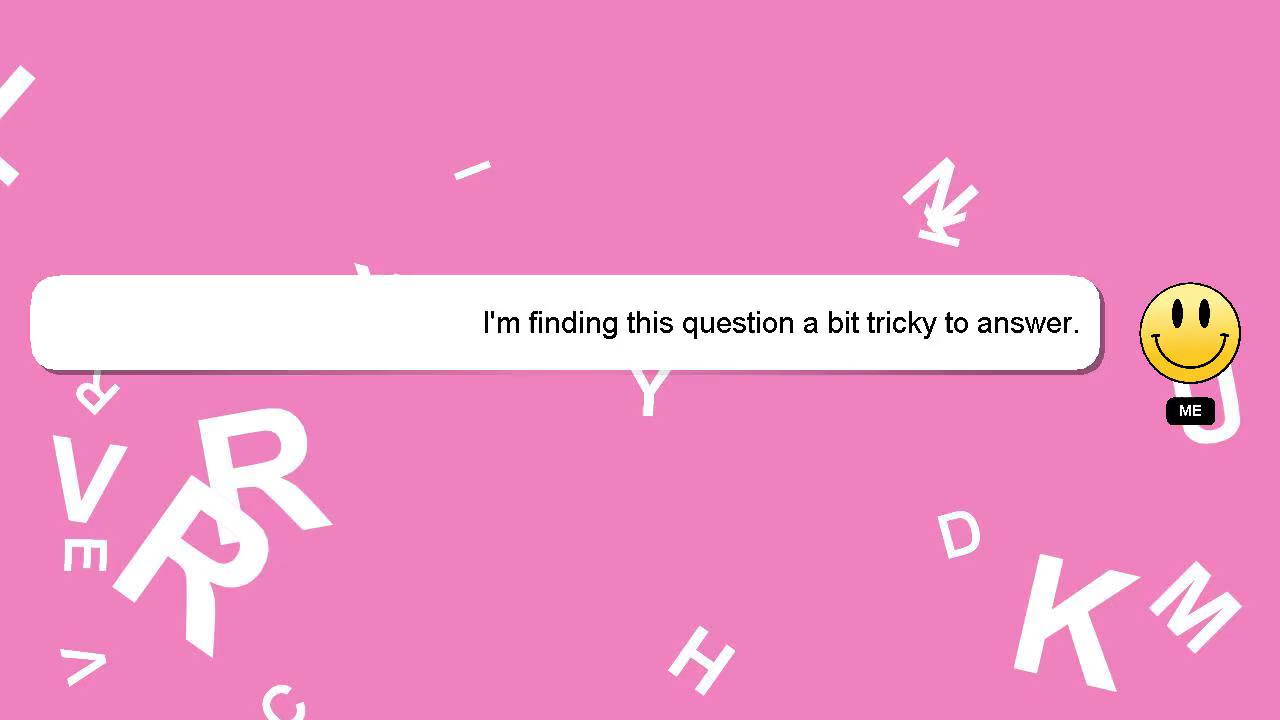 I
N
K
I'm finding this question a bit tricky to answer.
ME
R
Y
U
R
V
R
E
D
K
M
V
H
C